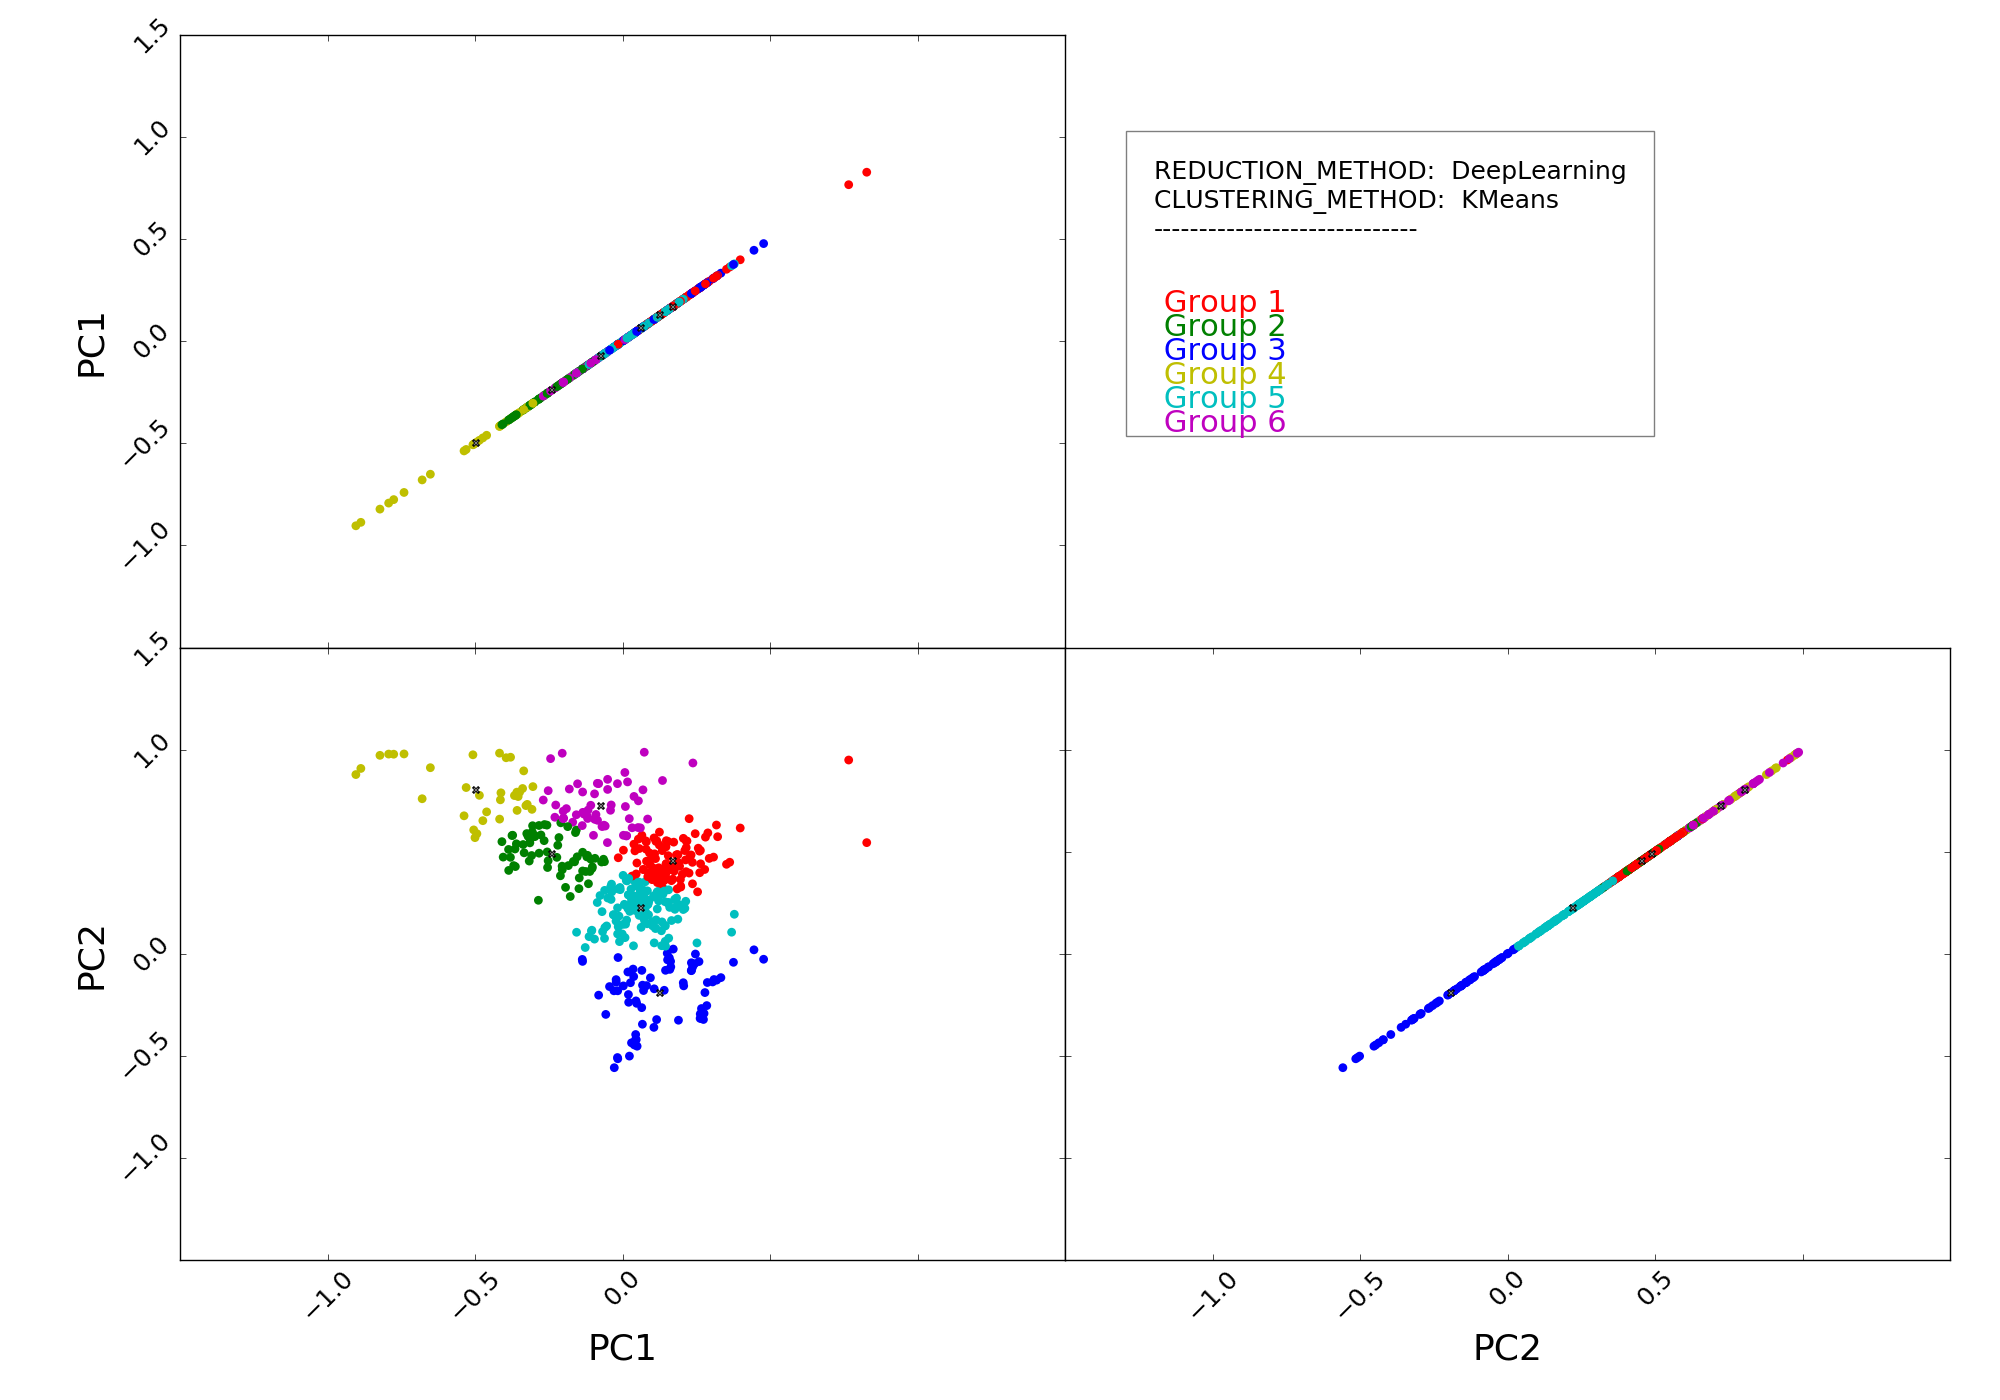 1.5
1.0
0.5
0.0
−0.5
−1.0
PC1
REDUCTION_METHOD:  DeepLearning
CLUSTERING_METHOD:  KMeans
-----------------------------
Group 1
Group 2
Group 3
Group 4
Group 5
Group 6
1.5
1.0
0.0
−0.5
−1.0
PC2
−1.0 −0.5 0.0
PC1
−1.0 −0.5 0.0 0.5
PC2